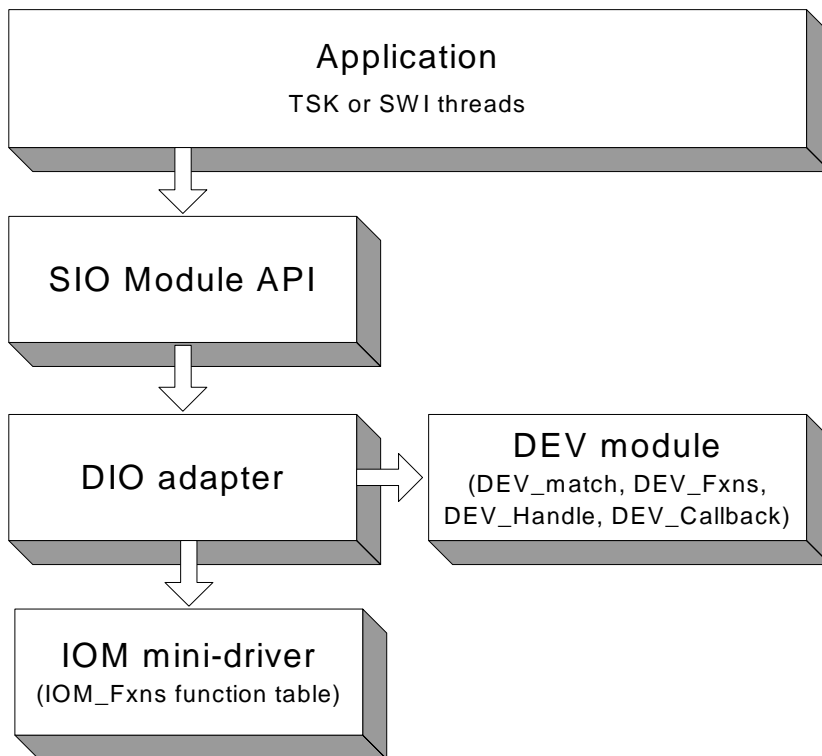 Application
TSK or SWI threads
SIO Module API
DIO adapter
DEV module
(DEV_match, DEV_Fxns,
DEV_Handle, DEV_Callback)
IOM mini-driver
(IOM_Fxns function table)